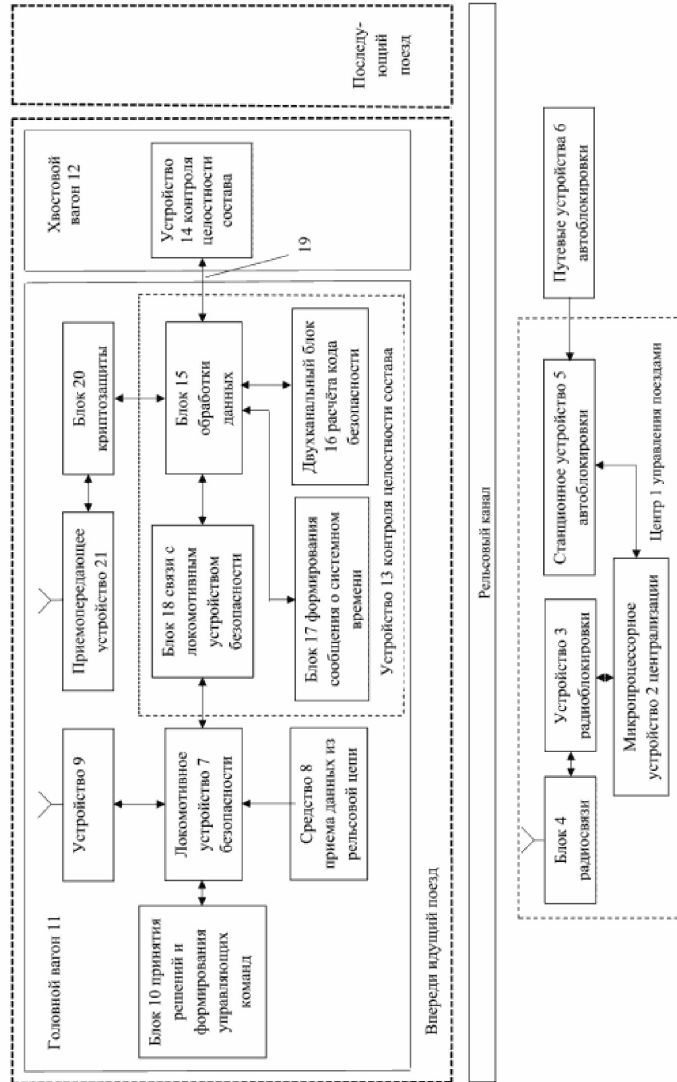 Головной вагон 11
Хвостовой
вагон 12
Последу-
ющий
поезд
Устройство 9
Приемопередающее
устройство 21
Блок 20
криптозащиты
Блок 10 принятия
решений и
формирования
управляющих
команд
Локомотивное
устройство 7
безопасности
Блок 18 связи с
локомотивным
устройством
безопасности
Блок 15
обработки
данных
Устройство
14 контроля
целостности
состава
19
Средство 8
приема данных из
рельсовой цепи
Блок 17 формирования
сообщения о системном
времени
Двухканальный блок
16 расчёта кода
безопасности
Устройство 13 контроля целостности состава
Впереди идущий поезд
Рельсовый канал
Блок 4
радиосвязи
Устройство 3
радиоблокировки
Станционное устройство 5
автоблокировки
Путевые устройства 6
автоблокировки
Микропроцессорное
устройство 2 централизации
Центр 1 управления поездами